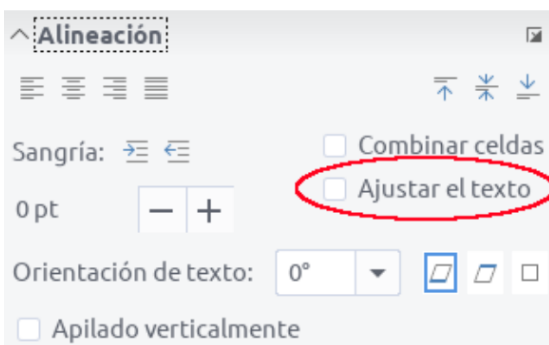 Alineación
Sangría:
Combinar celdas
Ajustar el texto
0 pt
Orientación de texto: 0°
Apilado verticalmente